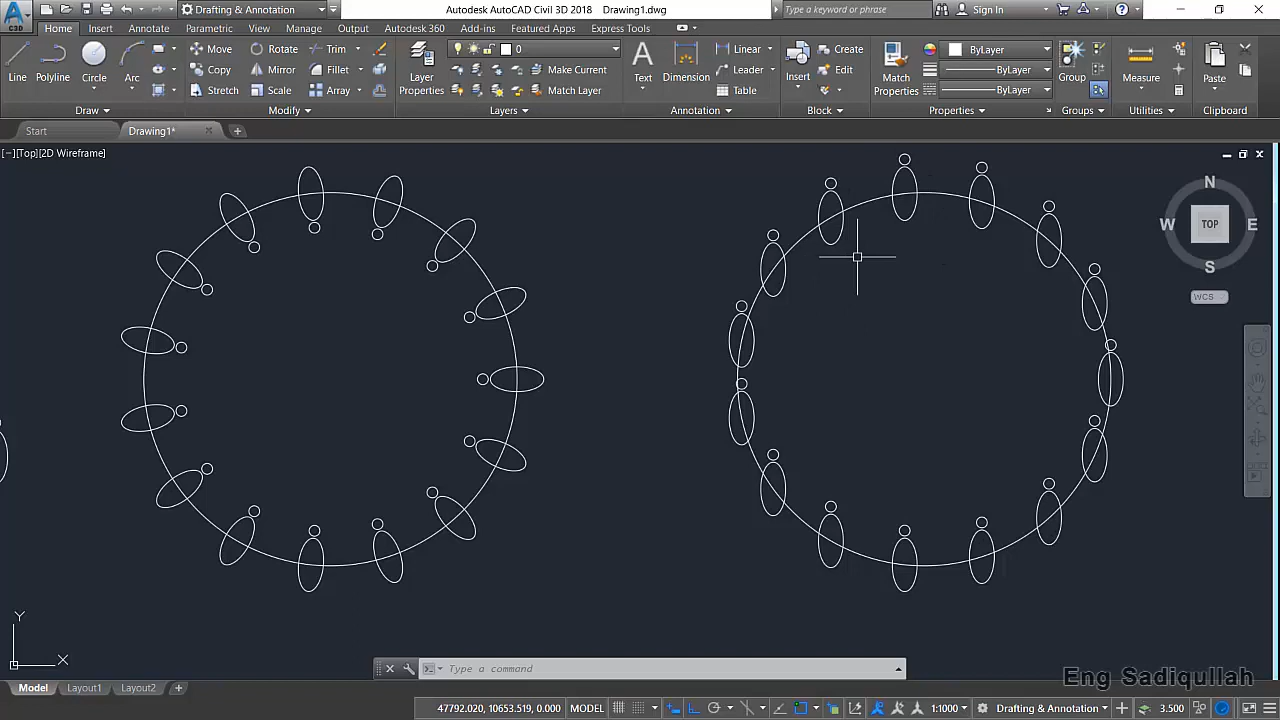 Drafting & Annotation
Autodesk AutoCAD Civil 3D 2018 Drawing1.dwg
Type a keyword or phrase
Sign In
C3D
Home Insert Annotate Parametric View Manage Output Autodesk 360 Add-ins Featured Apps Express Tools
Line
Polyline
Circle
Arc
Move
Rotate
Trim
Copy
Mirror
Fillet
Stretch
Scale
Array
Layer
Properties
0
Make Current
Match Layer
Text
Dimension
Linear
Leader
Table
Insert
Create
Edit
Match
Properties
ByLayer
ByLayer
ByLayer
Group
Measure
Paste
Draw
Modify
Layers
Annotation
Block
Properties
Groups
Utilities
Clipboard
Start
Drawing1*
[−][Top][2D Wireframe]
N
W
TOP
E
S
WCS
Y
X
Type a command
Eng Sadiqullah
Model
Layout1
Layout2
47792.020, 10653.519, 0.000
MODEL
1:1000
Drafting & Annotation
3.500